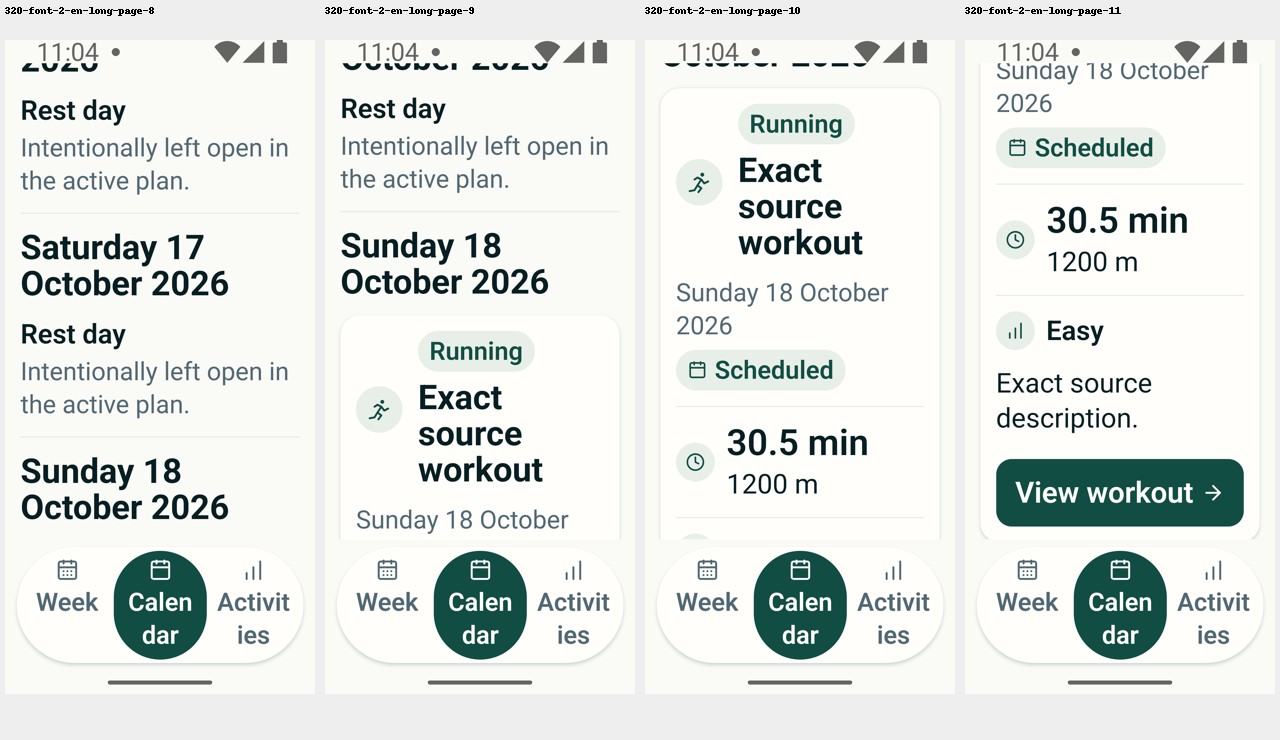 320-font-2-en-long-page-8
11:04
2026
Rest day
Intentionally left open in
the active plan.
Saturday 17
October 2026
Rest day
Intentionally left open in
the active plan.
Sunday 18
October 2026
Week
Calen
dar
Activit
ies
320-font-2-en-long-page-9
11:04
October 2026
Rest day
Intentionally left open in
the active plan.
Sunday 18
October 2026
Running
Exact
source
workout
Sunday 18 October
Week
Calen
dar
Activit
ies
320-font-2-en-long-page-10
11:04
October 2026
Running
Exact
source
workout
Sunday 18 October
2026
Scheduled
30.5 min
1200 m
Week
Calen
dar
Activit
ies
320-font-2-en-long-page-11
11:04
Sunday 18 October
2026
Scheduled
30.5 min
1200 m
Easy
Exact source
description.
View workout
Week
Calen
dar
Activit
ies